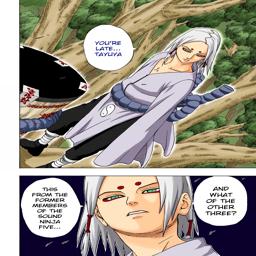 YOU'RE
LATE...
TAYUYA
THIS
FROM THE
FORMER
MEMBERS
OF THE
SOUND
NINJA
FIVE...
AND
WHAT
OF THE
OTHER
THREE?